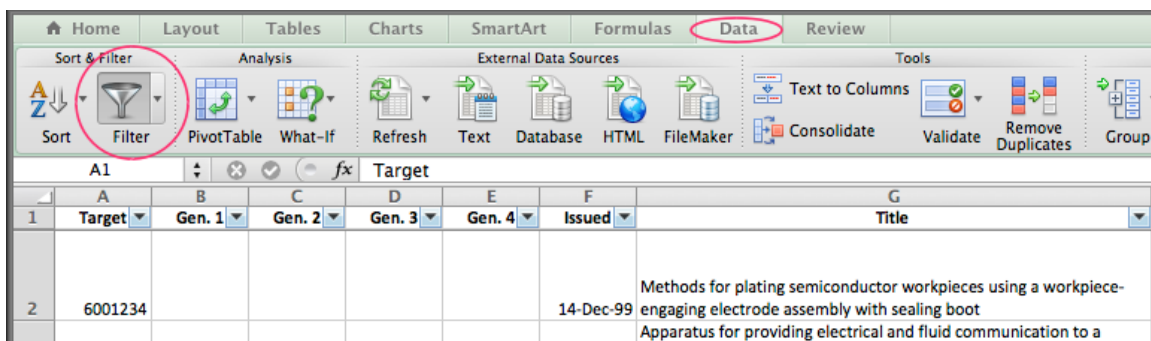 Home Layout Tables Charts SmartArt Formulas Data Review
Sort & Filter Analysis External Data Sources Tools
A
Z
Sort Filter PivotTable What-If Refresh Text Database HTML FileMaker Text to Columns Consolidate Validate Remove Duplicates Group
A1 fx Target
A B C D E F G
1 Target Gen. 1 Gen. 2 Gen. 3 Gen. 4 Issued Title
Methods for plating semiconductor workpieces using a workpiece-
2 6001234 14-Dec-99 engaging electrode assembly with sealing boot
Apparatus for providing electrical and fluid communication to a